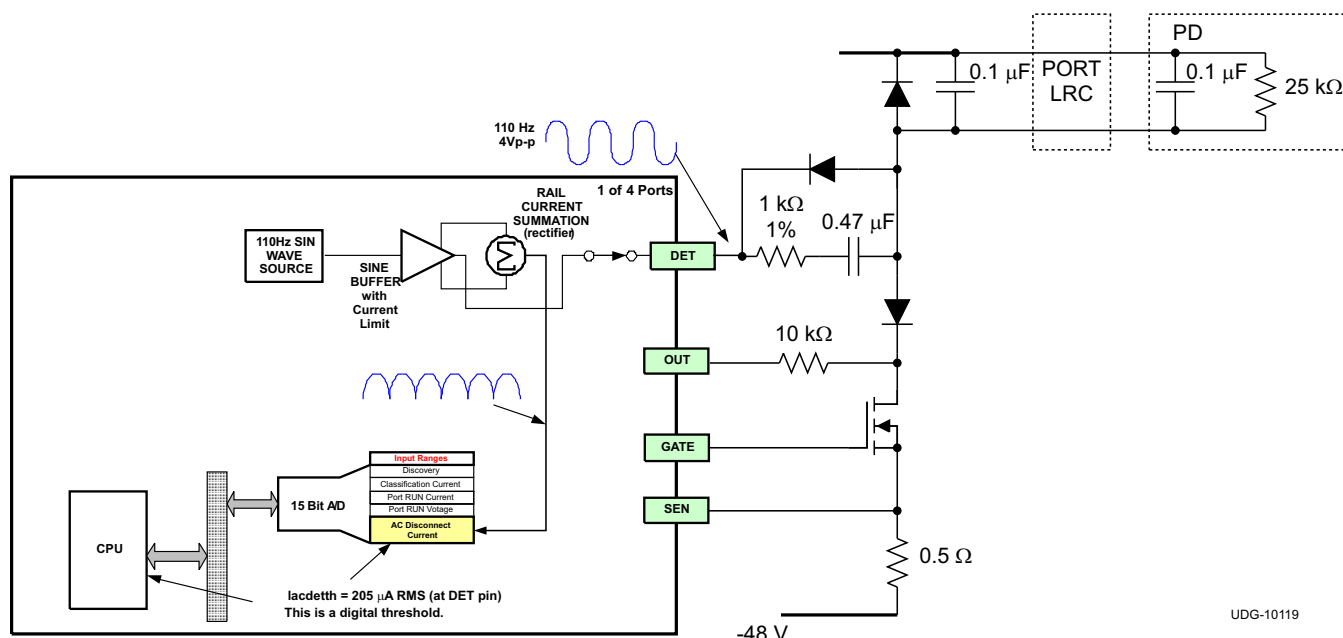 PD
0.1 μF
PORT
LRC
0.1 μF
25 kΩ
110 Hz
4Vp-p
1 of 4 Ports
RAIL
CURRENT
SUMMATION
(rectifier)
1 kΩ
1%
0.47 μF
110Hz SIN
WAVE
SOURCE
Σ
DET
SINE
BUFFER
with
Current
Limit
10 kΩ
OUT
GATE
Input Ranges
Discovery
Classification Current
Port RUN Current
Port RUN Votage
AC Disconnect
Current
15 Bit A/D
SEN
CPU
0.5 Ω
Iacdetth = 205 μA RMS (at DET pin)
This is a digital threshold.
-48 V
UDG-10119